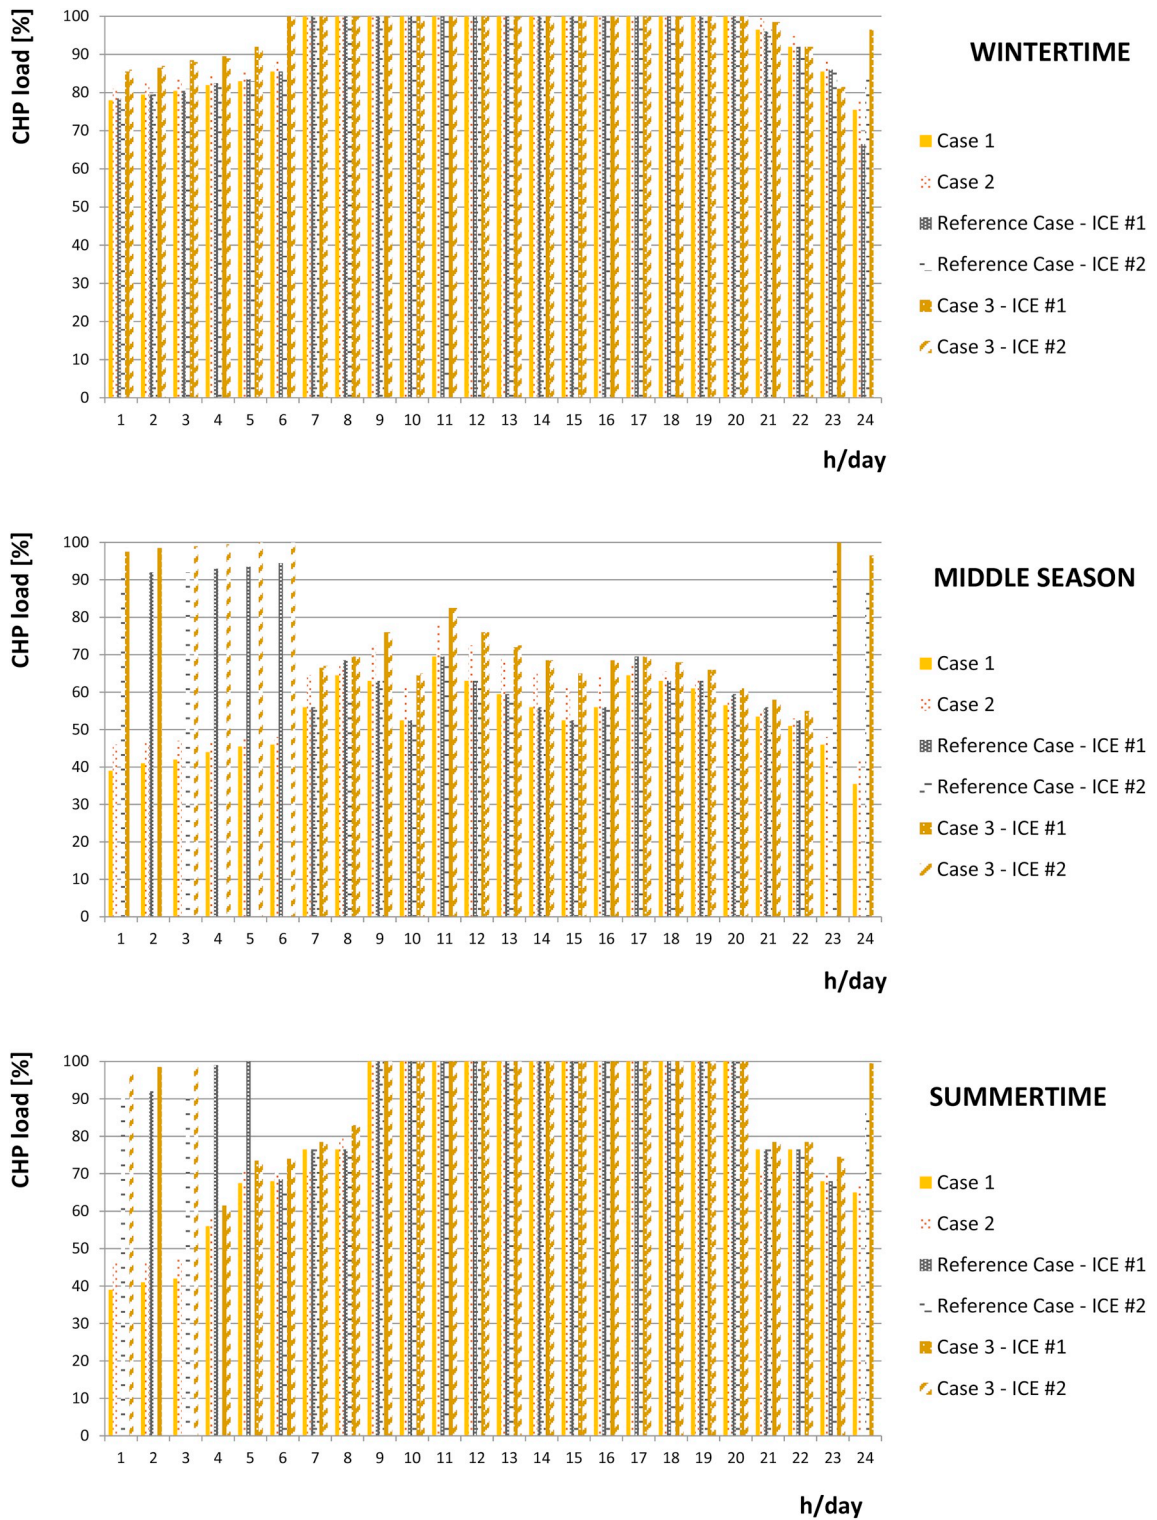 CHP load [%]
100
90
80
70
60
50
40
30
20
10
0
1 2 3 4 5 6 7 8 9 10 11 12 13 14 15 16 17 18 19 20 21 22 23 24
h/day
WINTERTIME
Case 1
Case 2
Reference Case - ICE #1
Reference Case - ICE #2
Case 3 - ICE #1
Case 3 - ICE #2
CHP load [%]
100
90
80
70
60
50
40
30
20
10
0
1 2 3 4 5 6 7 8 9 10 11 12 13 14 15 16 17 18 19 20 21 22 23 24
h/day
MIDDLE SEASON
Case 1
Case 2
Reference Case - ICE #1
Reference Case - ICE #2
Case 3 - ICE #1
Case 3 - ICE #2
CHP load [%]
100
90
80
70
60
50
40
30
20
10
0
1 2 3 4 5 6 7 8 9 10 11 12 13 14 15 16 17 18 19 20 21 22 23 24
h/day
SUMMERTIME
Case 1
Case 2
Reference Case - ICE #1
Reference Case - ICE #2
Case 3 - ICE #1
Case 3 - ICE #2